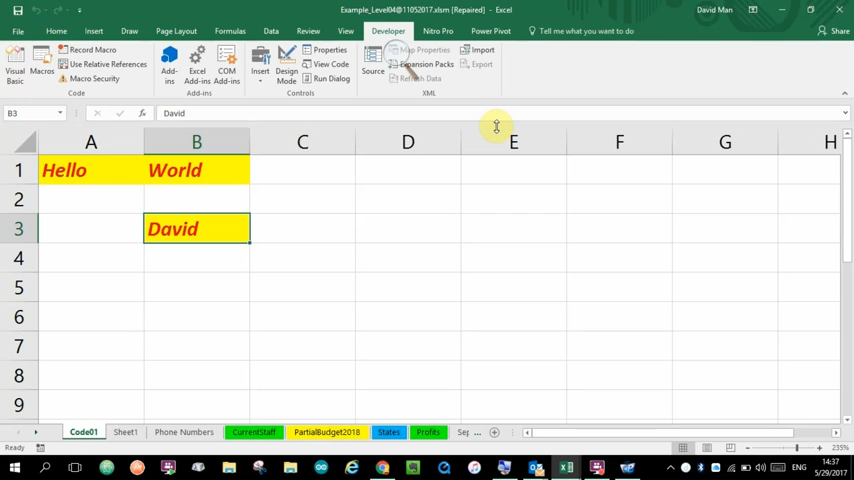 Example_Level04@11052017.xlsm [Repaired] - Excel
David Man
File Home Insert Draw Page Layout Formulas Data Review View Developer Nitro Pro Power Pivot Tell me what you want to do Share
Visual Basic
Macros
Record Macro
Use Relative References
Macro Security
Code
Add-ins
Excel Add-ins
COM Add-ins
Add-ins
Insert
Design Mode
Properties
View Code
Run Dialog
Controls
Source
Map Properties
Expansion Packs
Refresh Data
Import
Export
XML
B3 fx David
A B C D E F G H
1 Hello World
2
3 David
4
5
6
7
8
9
Code01 Sheet1 Phone Numbers CurrentStaff PartialBudget2018 States Profits Sep ...
Ready 235%
ENG 14:37
5/29/2017